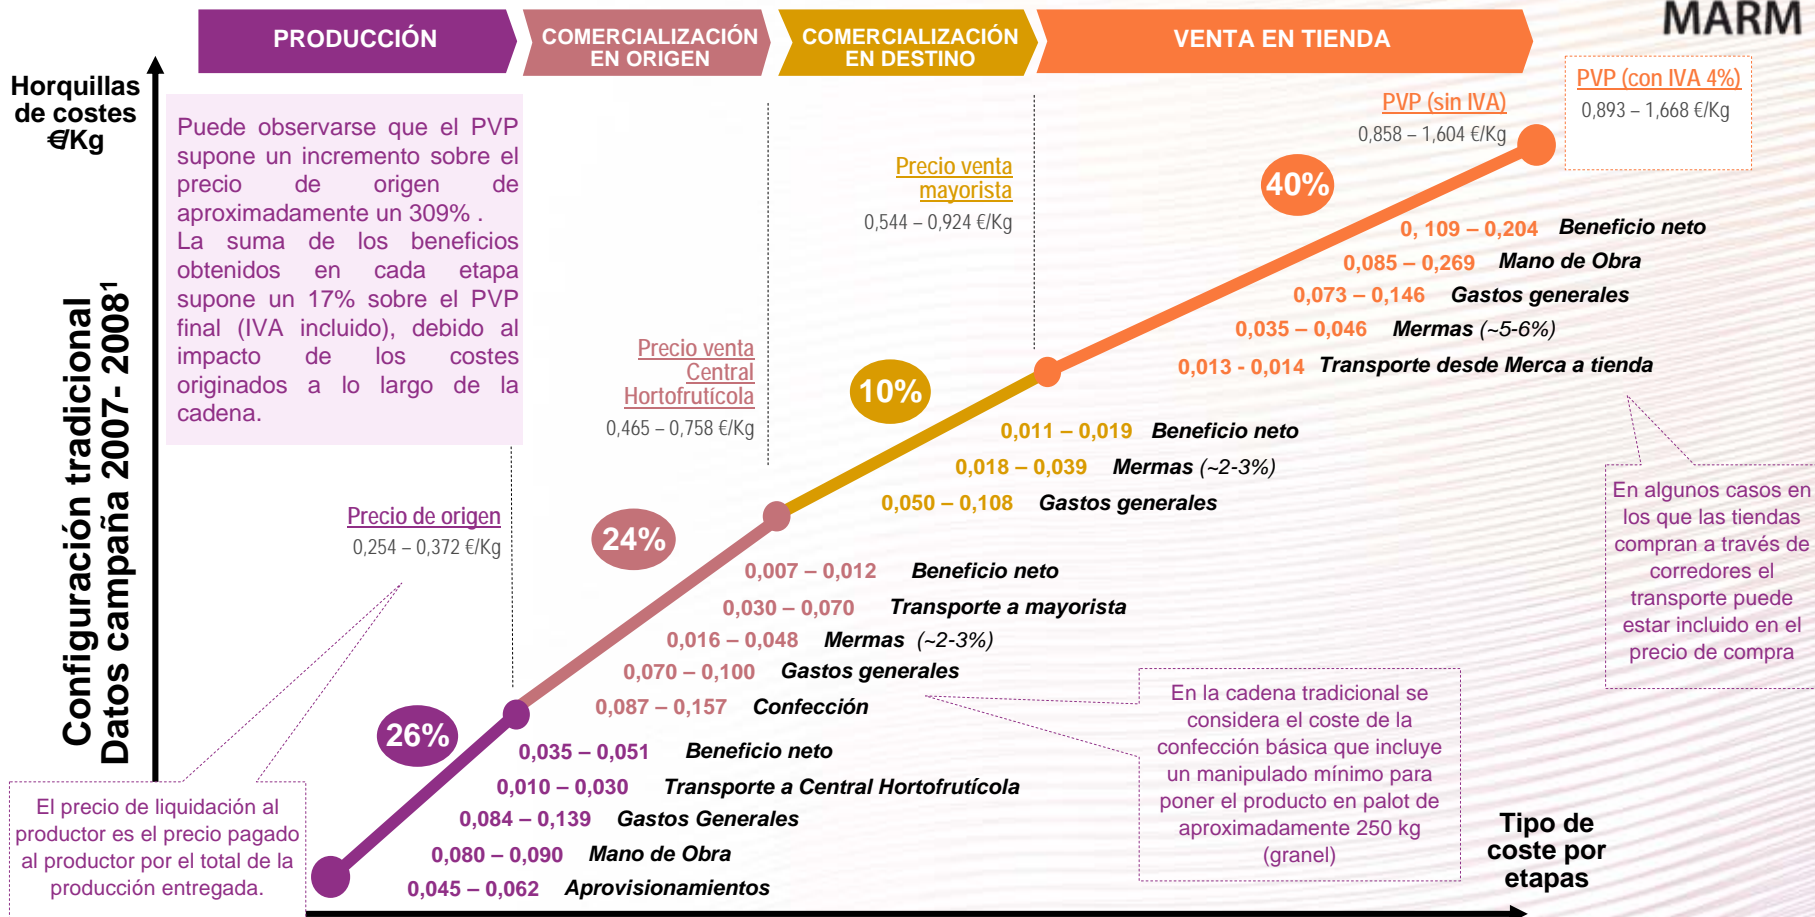 MARM
PRODUCCIÓN
COMERCIALIZACIÓN
EN ORIGEN
COMERCIALIZACIÓN
EN DESTINO
VENTA EN TIENDA
Horquillas
de costes
€/Kg
Configuración tradicional
Datos campaña 2007- 2008¹
Puede observarse que el PVP
supone un incremento sobre el
precio de origen de
aproximadamente un 309% .
La suma de los beneficios
obtenidos en cada etapa
supone un 17% sobre el PVP
final (IVA incluido), debido al
impacto de los costes
originados a lo largo de la
cadena.
PVP (con IVA 4%)
0,893 – 1,668 €/Kg
PVP (sin IVA)
0,858 – 1,604 €/Kg
Precio venta
mayorista
0,544 – 0,924 €/Kg
Precio venta
Central
Hortofrutícola
0,465 – 0,758 €/Kg
Precio de origen
0,254 – 0,372 €/Kg
40%
0, 109 – 0,204 Beneficio neto
0,085 – 0,269 Mano de Obra
0,073 – 0,146 Gastos generales
0,035 – 0,046 Mermas (~5-6%)
0,013 - 0,014 Transporte desde Merca a tienda
10%
0,011 – 0,019 Beneficio neto
0,018 – 0,039 Mermas (~2-3%)
0,050 – 0,108 Gastos generales
24%
0,007 – 0,012 Beneficio neto
0,030 – 0,070 Transporte a mayorista
0,016 – 0,048 Mermas (~2-3%)
0,070 – 0,100 Gastos generales
0,087 – 0,157 Confección
26%
0,035 – 0,051 Beneficio neto
0,010 – 0,030 Transporte a Central Hortofrutícola
0,084 – 0,139 Gastos Generales
0,080 – 0,090 Mano de Obra
0,045 – 0,062 Aprovisionamientos
En algunos casos en
los que las tiendas
compran a través de
corredores el
transporte puede
estar incluido en el
precio de compra
En la cadena tradicional se
considera el coste de la
confección básica que incluye
un manipulado mínimo para
poner el producto en palot de
aproximadamente 250 kg
(granel)
El precio de liquidación al
productor es el precio pagado
al productor por el total de la
producción entregada.
Tipo de
coste por
etapas